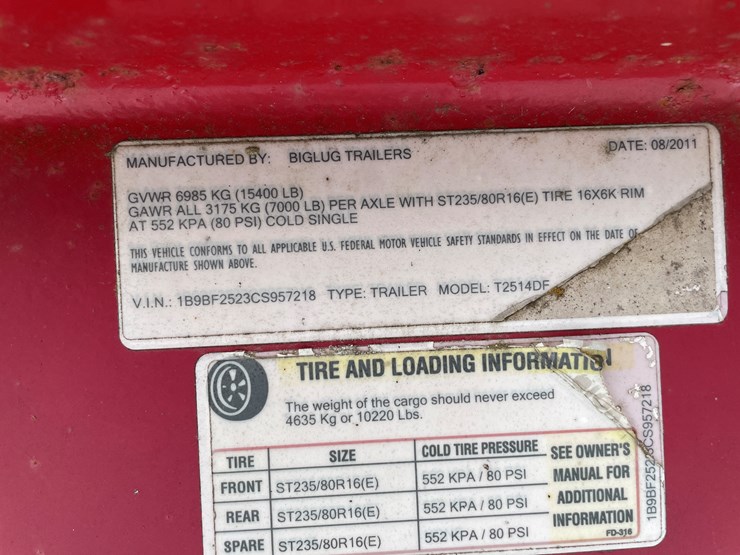 MANUFACTURED BY: BIGLUG TRAILERS DATE: 08/2011
GVWR 6985 KG (15400 LB)
GAWR ALL 3175 KG (7000 LB) PER AXLE WITH ST235/80R16(E) TIRE 16X6K RIM
AT 552 KPA (80 PSI) COLD SINGLE
THIS VEHICLE CONFORMS TO ALL APPLICABLE U.S. FEDERAL MOTOR VEHICLE SAFETY STANDARDS IN EFFECT ON THE DATE OF
MANUFACTURE SHOWN ABOVE.
V.I.N.: 1B9BF2523CS957218 TYPE: TRAILER MODEL: T2514DF
TIRE AND LOADING INFORMATION
The weight of the cargo should never exceed
4635 Kg or 10220 Lbs.
TIRE SIZE COLD TIRE PRESSURE
FRONT ST235/80R16(E) 552 KPA / 80 PSI
REAR ST235/80R16(E) 552 KPA / 80 PSI
SPARE ST235/80R16(E) 552 KPA / 80 PSI
SEE OWNER'S
MANUAL FOR
ADDITIONAL
INFORMATION
FD-316
1B9BF2523CS957218